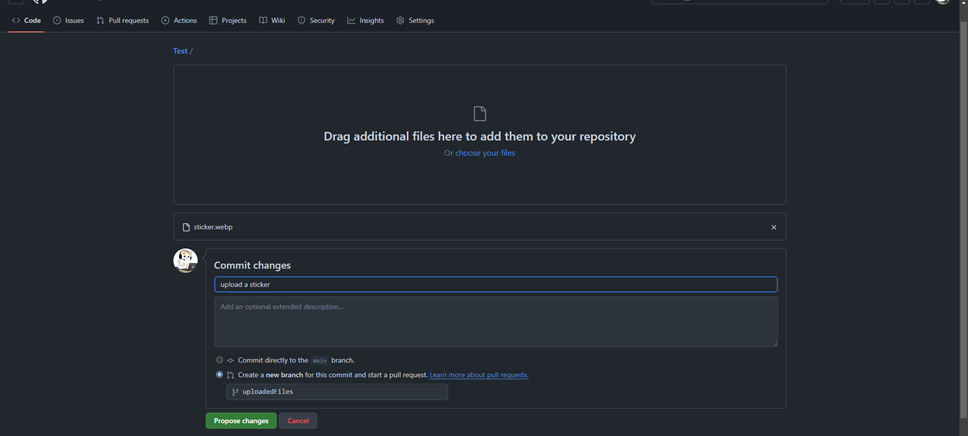 Code Issues Pull requests Actions Projects Wiki Security Insights Settings
Test /
Drag additional files here to add them to your repository
Or choose your files
sticker.webp
Commit changes
upload a sticker
Add an optional extended description...
Commit directly to the main branch.
Create a new branch for this commit and start a pull request. Learn more about pull requests.
uploadedFiles
Propose changes Cancel